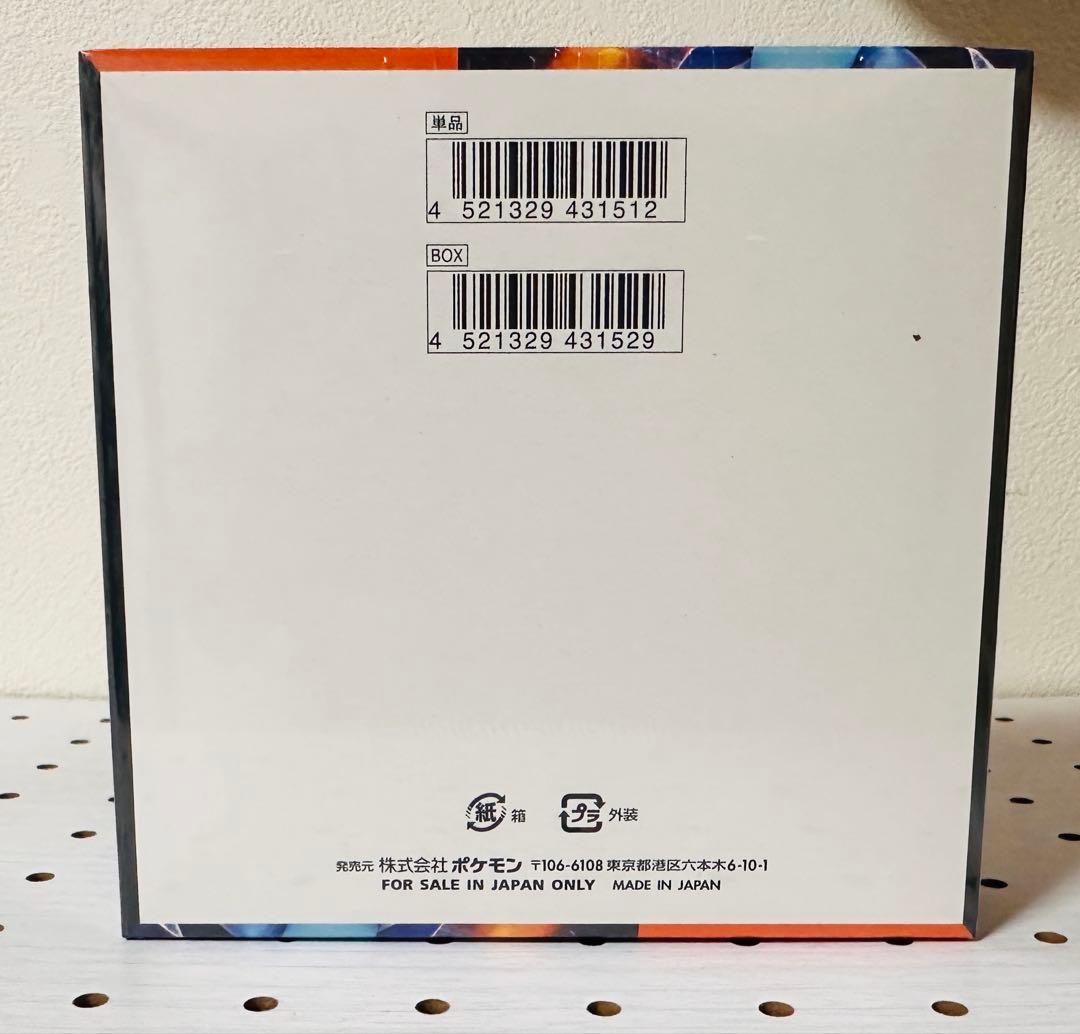 単品
4 521329 431512
BOX
4 521329 431529
紙 箱 プラ 外装
発売元 株式会社 ポケモン 〒106-6108 東京都港区六本木6-10-1
FOR SALE IN JAPAN ONLY MADE IN JAPAN